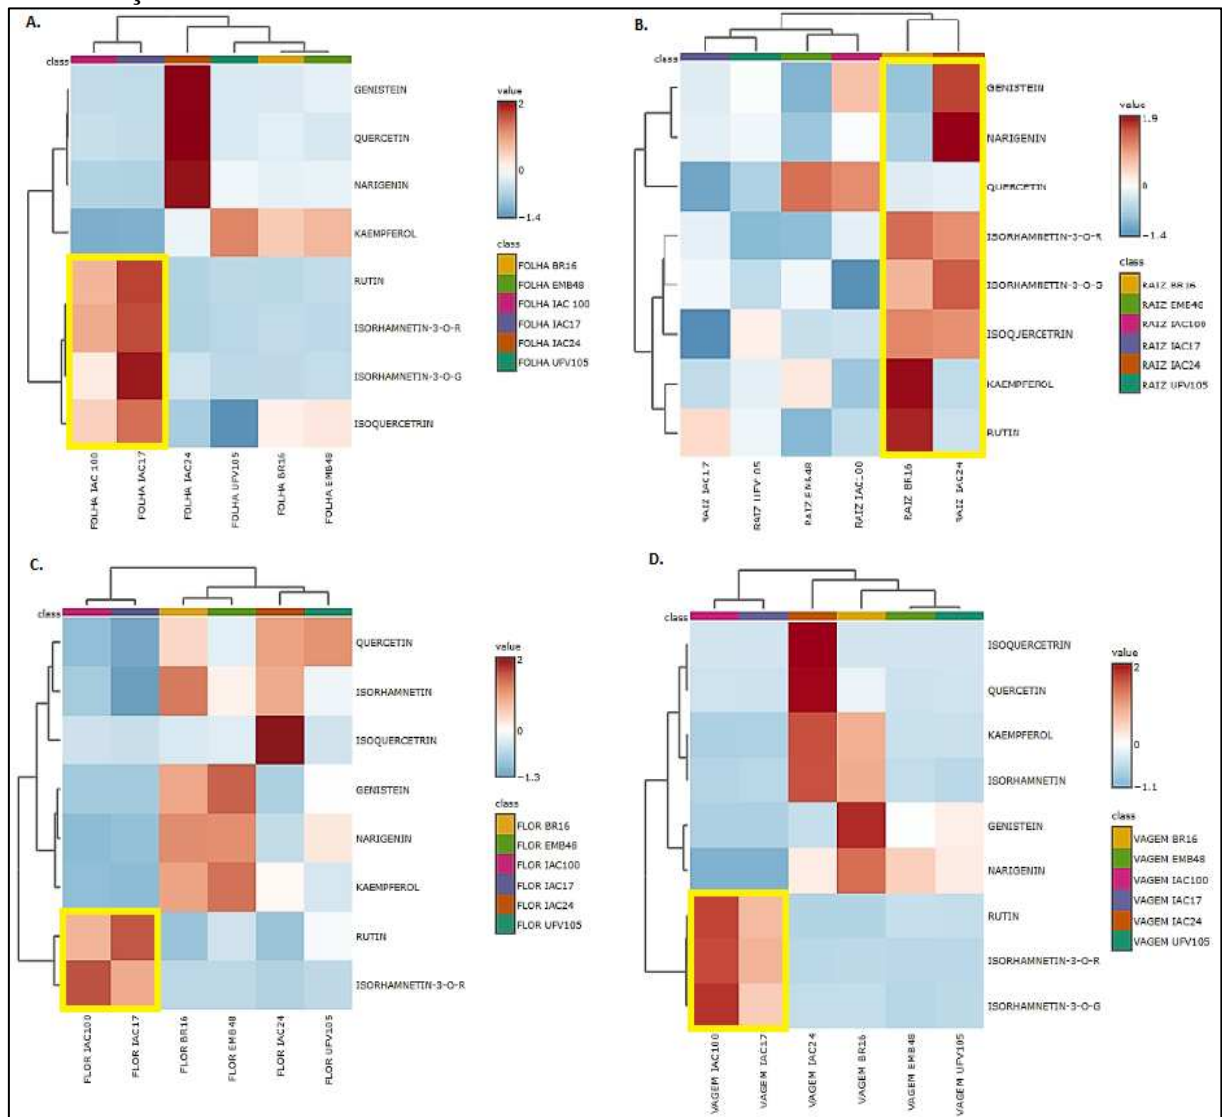 A.
class
GENISTEIN
QUERCETIN
NARIGENIN
KAEMPFEROL
RUTIN
ISORHAMNETIN-3-O-R
ISORHAMNETIN-3-O-G
ISOQUERCETRIN
FOLHA IAC 100
FOLHA IAC17
FOLHA IAC24
FOLHA UFV105
FOLHA BR16
FOLHA EMB48
value
2
0
-1.4
class
FOLHA BR16
FOLHA EMB48
FOLHA IAC 100
FOLHA IAC17
FOLHA IAC24
FOLHA UFV105
B.
class
GENISTEIN
NARIGENIN
QUERCETIN
ISORHAMNETIN-3-O-R
ISOQUERCETRIN
KAEMPFEROL
RUTIN
RAIZ IAC17
RAIZ EMB48
RAIZ IAC100
RAIZ BR16
RAIZ IAC24
value
1.9
0
-1.4
class
RAIZ BR16
RAIZ EMB48
RAIZ IAC100
RAIZ IAC17
RAIZ IAC24
RAIZ UFV105
C.
class
QUERCETIN
ISORHAMNETIN
ISOQUERCETRIN
GENISTEIN
NARIGENIN
KAEMPFEROL
RUTIN
ISORHAMNETIN-3-O-R
FLOR IAC100
FLOR IAC17
FLOR BR16
FLOR EMB48
FLOR IAC24
FLOR UFV105
value
2
0
-1.3
class
FLOR BR16
FLOR EMB48
FLOR IAC100
FLOR IAC17
FLOR IAC24
FLOR UFV105
D.
class
ISOQUERCETRIN
QUERCETIN
KAEMPFEROL
ISORHAMNETIN
GENISTEIN
NARIGENIN
RUTIN
ISORHAMNETIN-3-O-R
ISORHAMNETIN-3-O-G
VAGEM IAC100
VAGEM IAC17
VAGEM IAC24
VAGEM BR16
VAGEM EMB48
VAGEM UFV105
value
2
0
-1.1
class
VAGEM BR16
VAGEM EMB48
VAGEM IAC100
VAGEM IAC17
VAGEM IAC24
VAGEM UFV105